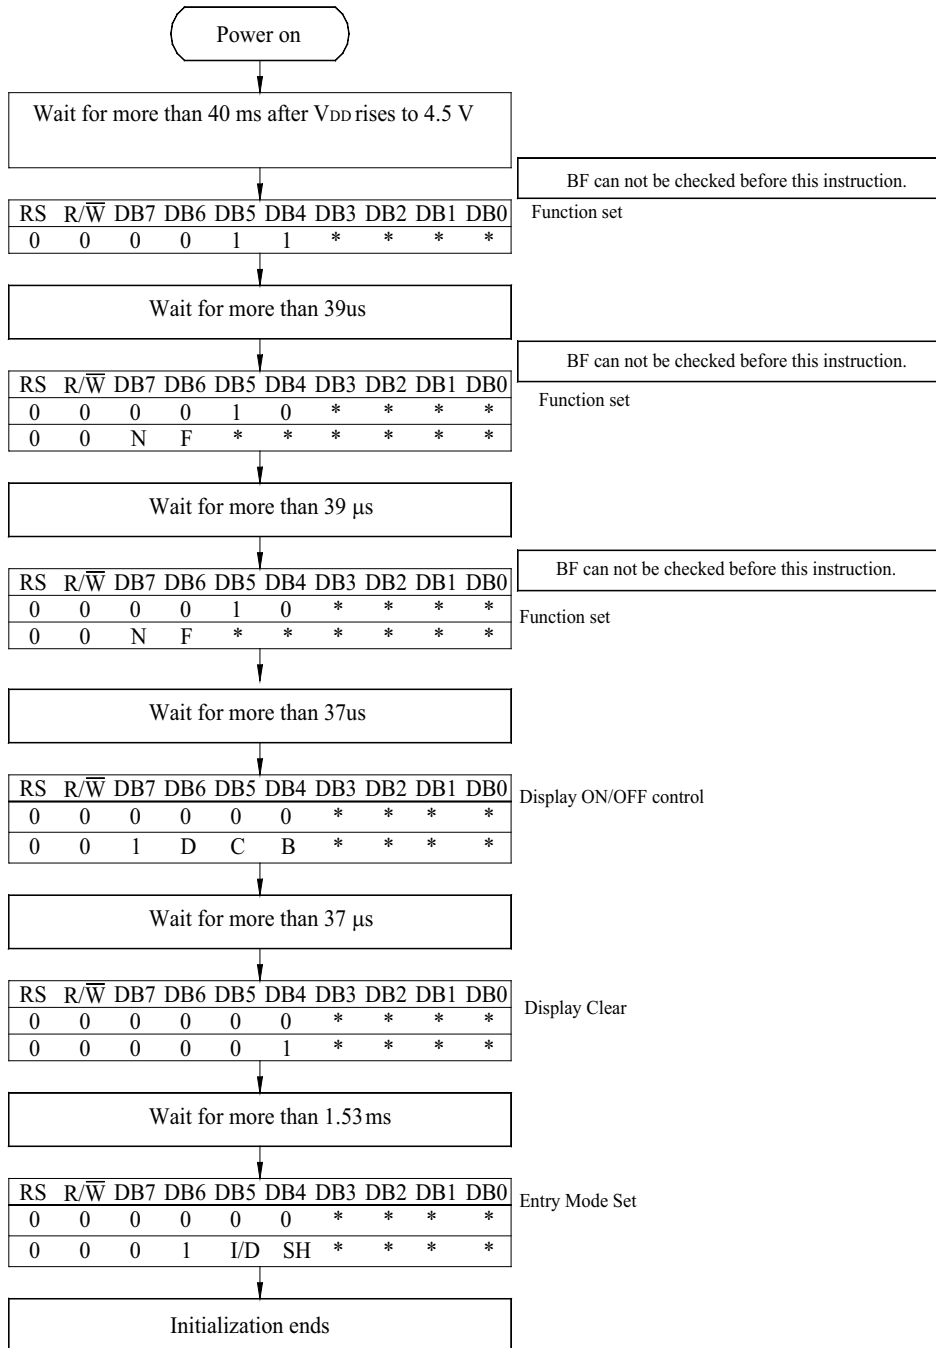 Power on
Wait for more than 40 ms after VDD rises to 4.5 V
BF can not be checked before this instruction.
RS R/W̅ DB7 DB6 DB5 DB4 DB3 DB2 DB1 DB0
Function set
0 0 0 0 1 1 * * * *
Wait for more than 39us
BF can not be checked before this instruction.
RS R/W̅ DB7 DB6 DB5 DB4 DB3 DB2 DB1 DB0
Function set
0 0 0 0 1 0 * * * *
0 0 N F * * * * * *
Wait for more than 39 μs
BF can not be checked before this instruction.
RS R/W̅ DB7 DB6 DB5 DB4 DB3 DB2 DB1 DB0
0 0 0 0 1 0 * * * *
Function set
0 0 N F * * * * * *
Wait for more than 37us
RS R/W̅ DB7 DB6 DB5 DB4 DB3 DB2 DB1 DB0
Display ON/OFF control
0 0 0 0 0 0 * * * *
0 0 1 D C B * * * *
Wait for more than 37 μs
RS R/W̅ DB7 DB6 DB5 DB4 DB3 DB2 DB1 DB0
Display Clear
0 0 0 0 0 0 * * * *
0 0 0 0 0 1 * * * *
Wait for more than 1.53ms
RS R/W̅ DB7 DB6 DB5 DB4 DB3 DB2 DB1 DB0
Entry Mode Set
0 0 0 0 0 0 * * * *
0 0 0 1 I/D SH * * * *
Initialization ends